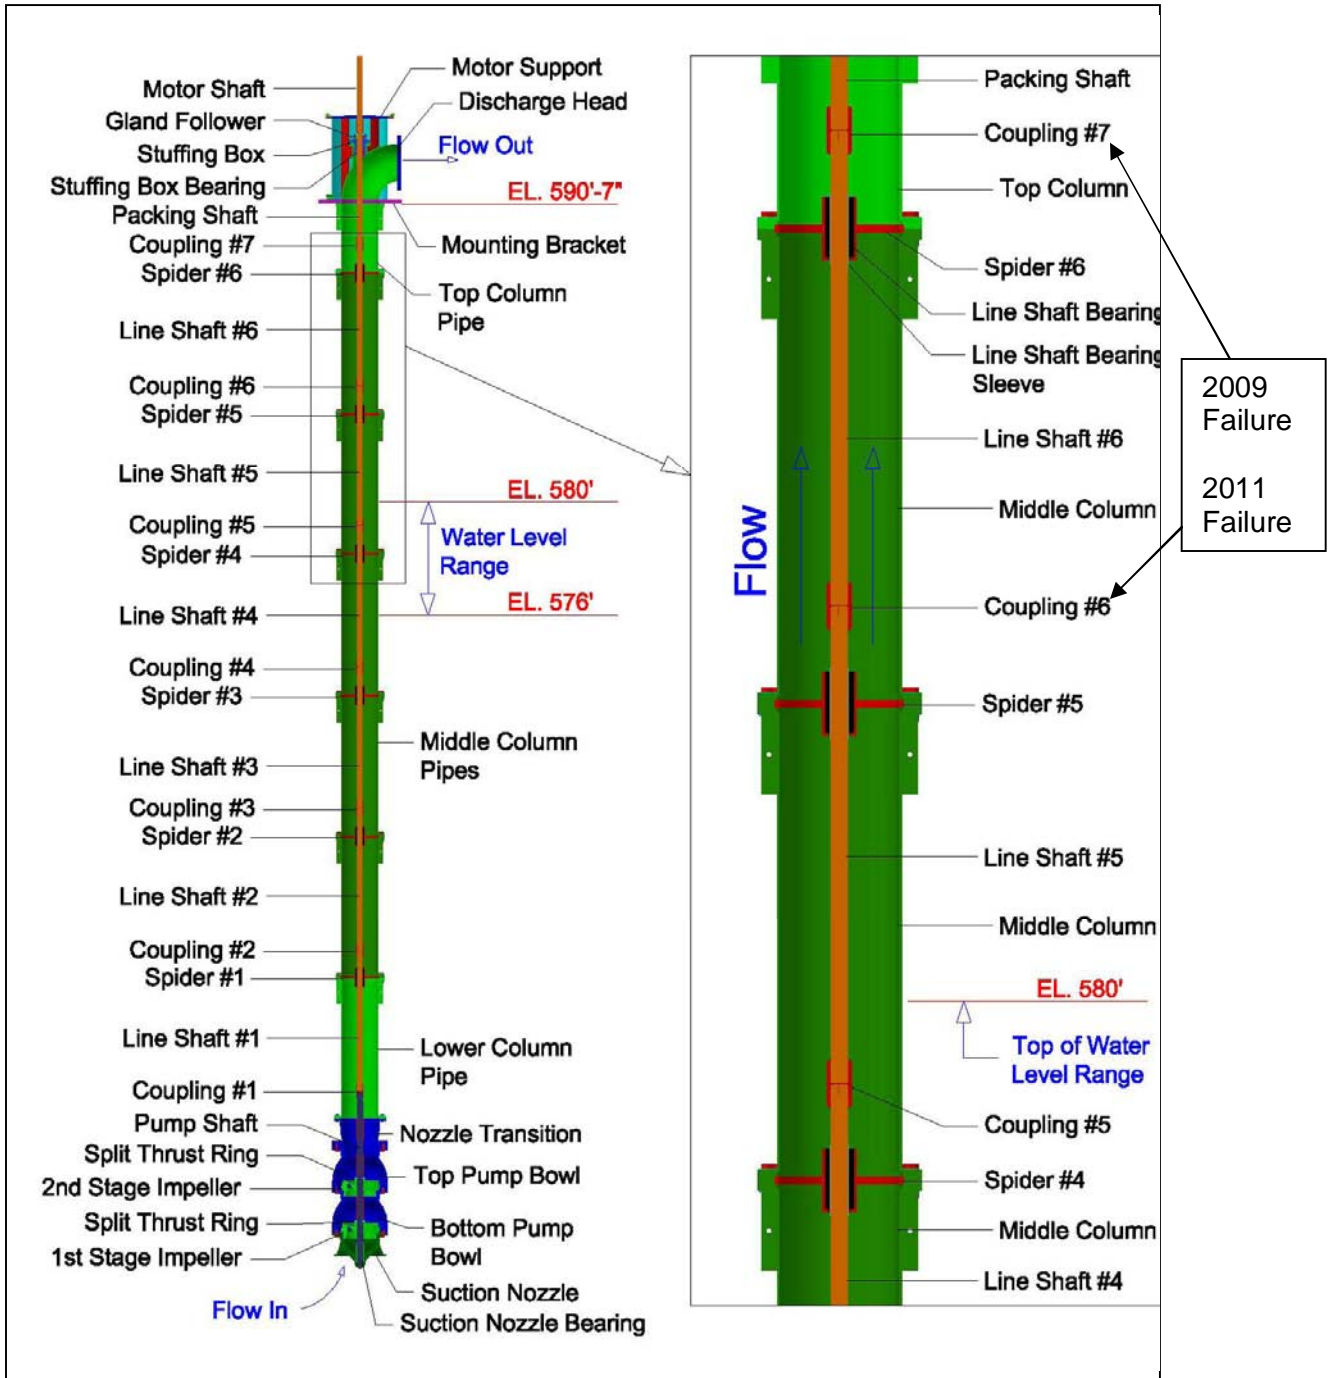 Motor Shaft
Gland Follower
Stuffing Box
Stuffing Box Bearing
Packing Shaft
Coupling #7
Spider #6
Line Shaft #6
Coupling #6
Spider #5
Line Shaft #5
Coupling #5
Spider #4
Line Shaft #4
Coupling #4
Spider #3
Line Shaft #3
Coupling #3
Spider #2
Line Shaft #2
Coupling #2
Spider #1
Line Shaft #1
Coupling #1
Pump Shaft
Split Thrust Ring
2nd Stage Impeller
Split Thrust Ring
1st Stage Impeller
Flow In
Motor Support
Discharge Head
Flow Out
EL. 590'-7"
Mounting Bracket
Top Column
Pipe
EL. 580'
Water Level
Range
EL. 576'
Middle Column
Pipes
Lower Column
Pipe
Nozzle Transition
Top Pump Bowl
Bottom Pump
Bowl
Suction Nozzle
Suction Nozzle Bearing
Flow
Packing Shaft
Coupling #7
Top Column
Spider #6
Line Shaft Bearing
Line Shaft Bearing
Sleeve
Line Shaft #6
Middle Column
Coupling #6
Spider #5
Line Shaft #5
Middle Column
EL. 580'
Top of Water
Level Range
Coupling #5
Spider #4
Middle Column
Line Shaft #4
2009
Failure
2011
Failure